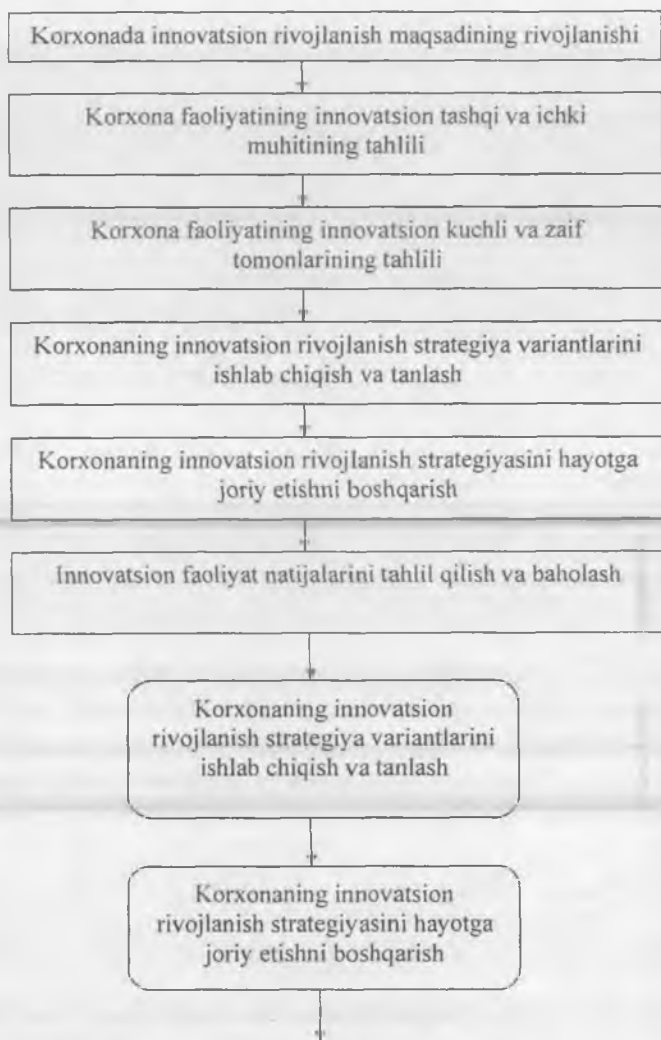 Korxonada innovatsion rivojlanish maqsadining rivojlanishi
Korxona faoliyatining innovatsion tashqi va ichki
muhitining tahlili
Korxona faoliyatining innovatsion kuchli va zaif
tomonlarining tahlili
Korxonaning innovatsion rivojlanish strategiya variantlarini
ishlab chiqish va tanlash
Korxonaning innovatsion rivojlanish strategiyasini hayotga
joriy etishni boshqarish
Innovatsion faoliyat natijalarini tahlil qilish va baholash
Korxonaning innovatsion
rivojlanish strategiya variantlarini
ishlab chiqish va tanlash
Korxonaning innovatsion
rivojlanish strategiyasini hayotga
joriy etishni boshqarish